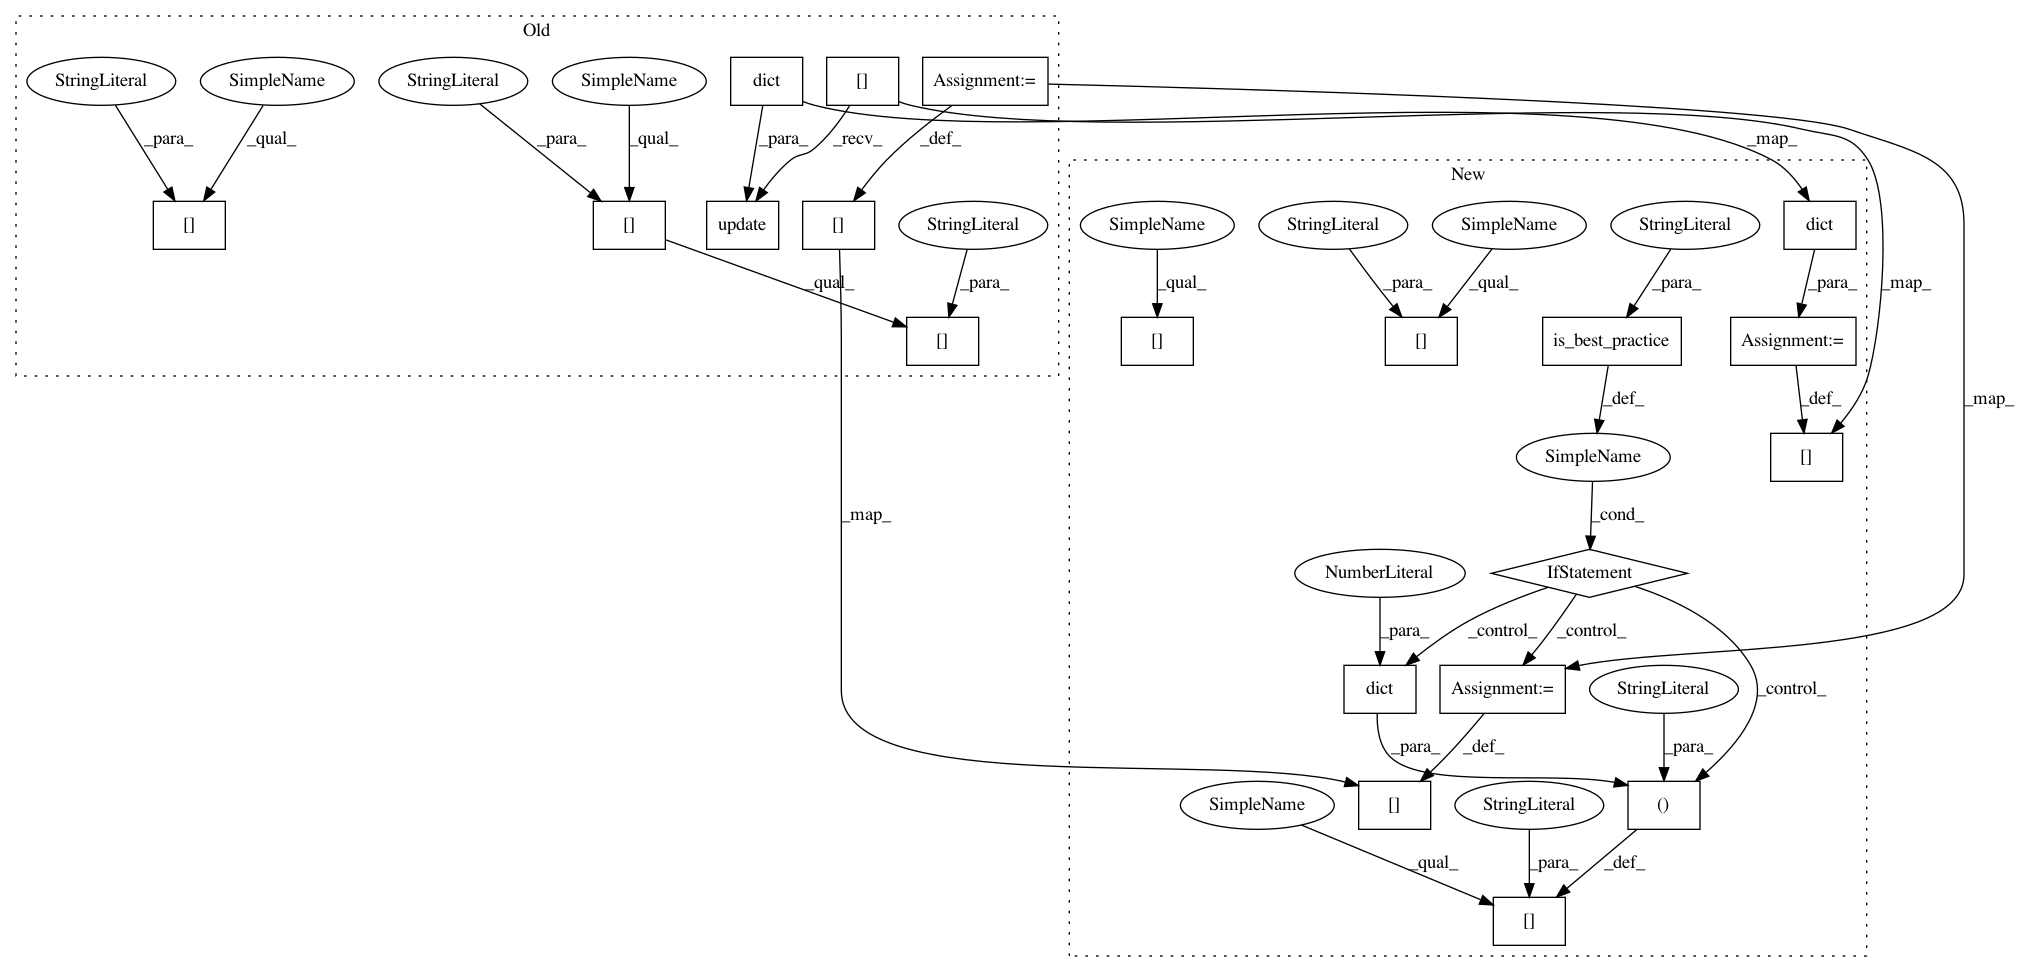 Old
StringLiteral
SimpleName
StringLiteral
SimpleName
dict
[]
Assignment:=
_para_
_qual_
_para_
_qual_
_para_
_recv_
_def_
_map_
New
[]
[]
update
[]
StringLiteral
SimpleName
StringLiteral
SimpleName
StringLiteral
dict
_qual_
_para_
_qual_
_para_
_qual_
_para_
_para_
_map_
[]
[]
[]
is_best_practice
Assignment:=
_def_
_def_
_map_
SimpleName
[]
_map_
_cond_
NumberLiteral
IfStatement
_para_
_control_
_control_
dict
Assignment:=
StringLiteral
_control_
_para_
_def_
_para_
SimpleName
[]
StringLiteral
()
_qual_
_para_
_def_
[]